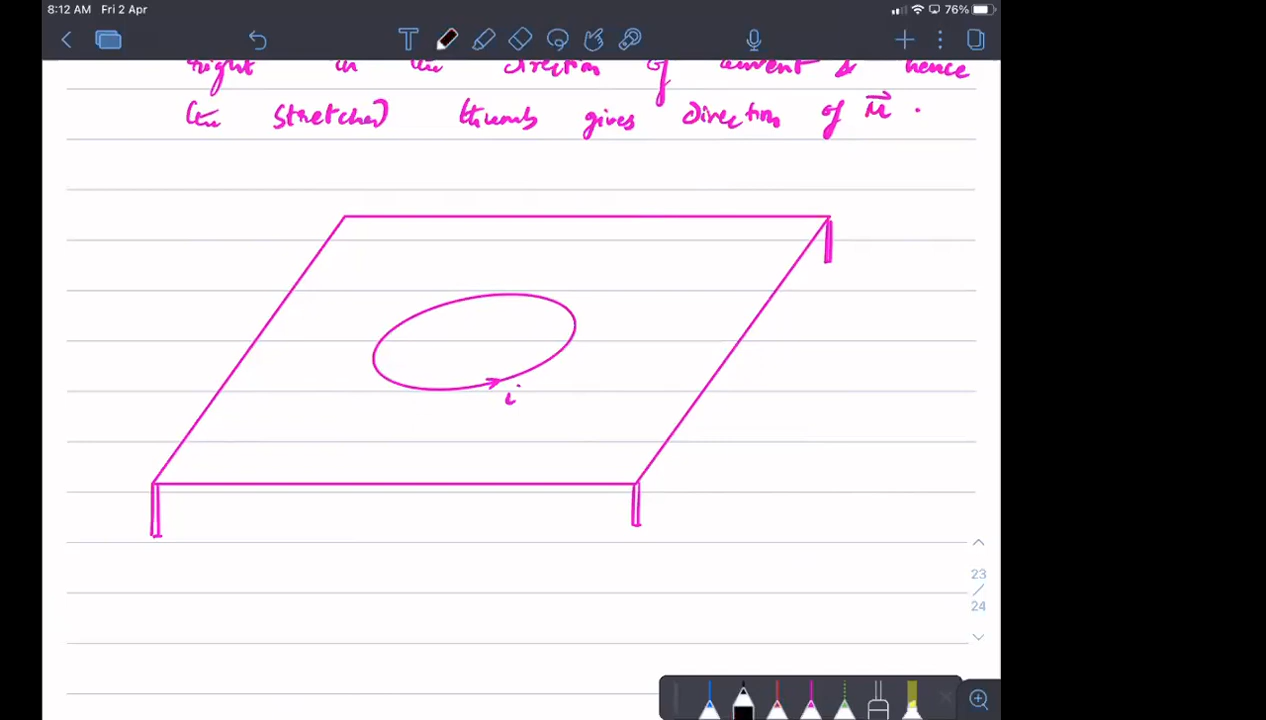 8:12 AM Fri 2 Apr
76%
T
right in the direction of current & hence
(the stretched) thumb gives direction of M⃗ .
i
23
24